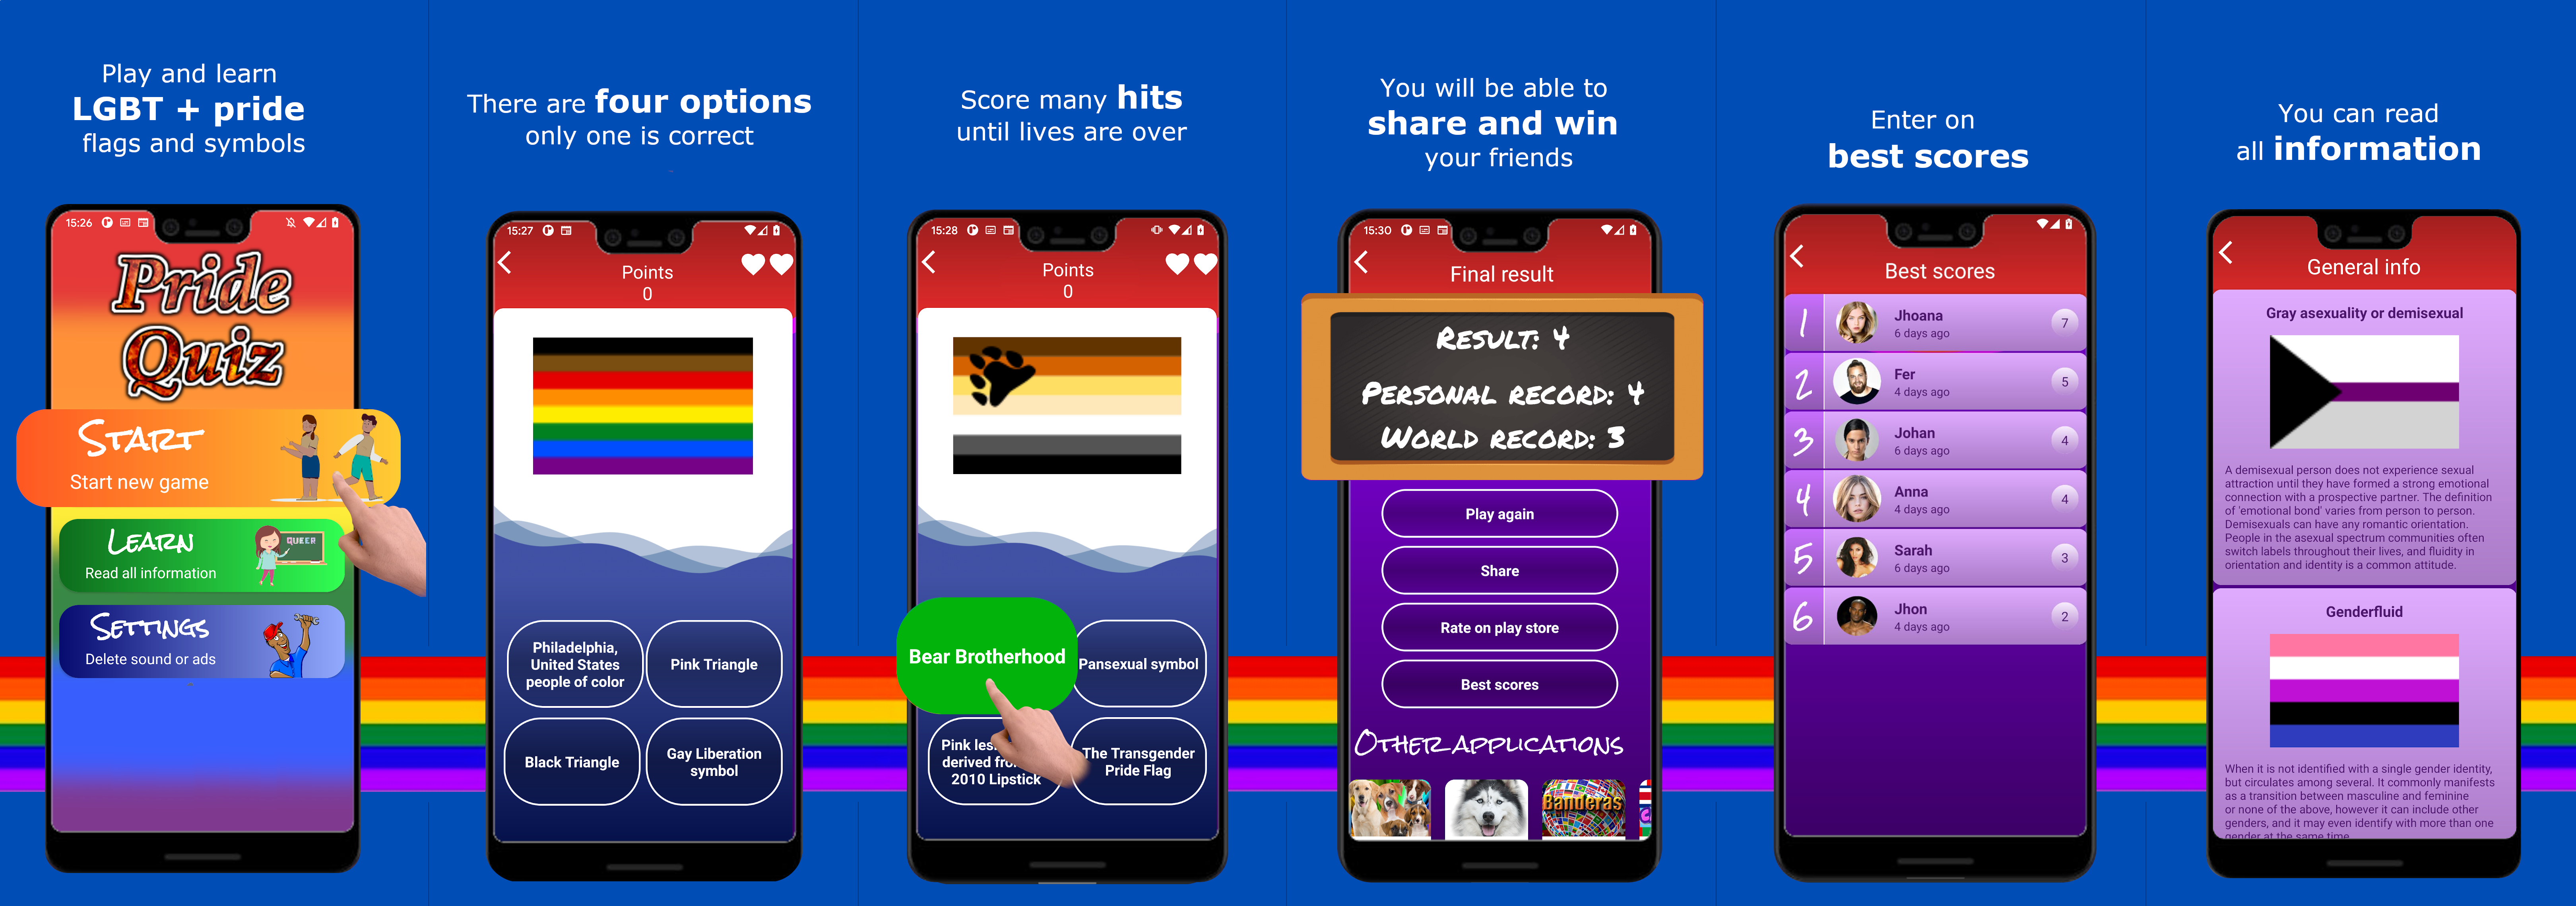 Play and learn
LGBT + pride
flags and symbols
15:26
Pride
Quiz
START
Start new game
LEARN
Read all information
QUEER
SETTINGS
Delete sound or ads
There are four options
only one is correct
15:27
Points
0
Philadelphia,
United States
people of color
Pink Triangle
Black Triangle
Gay Liberation
symbol
Score many hits
until lives are over
15:28
Points
0
Bear Brotherhood
Pansexual symbol
Pink
derived
2010 Lipstick
The Transgender
Pride Flag
You will be able to
share and win
your friends
15:30
Final result
RESULT: 4
PERSONAL RECORD: 4
WORLD RECORD: 3
Play again
Share
Rate on play store
Best scores
OTHER APPLICATIONS
Banderas
Enter on
best scores
Best scores
1
Jhoana
6 days ago
7
2
Fer
4 days ago
5
3
Johan
6 days ago
4
4
Anna
4 days ago
4
5
Sarah
6 days ago
3
6
Jhon
4 days ago
2
You can read
all information
General info
Gray asexuality or demisexual
A demisexual person does not experience sexual
attraction until they have formed a strong emotional
connection with a prospective partner. The definition
of 'emotional bond' varies from person to person.
Demisexuals can have any romantic orientation.
People in the asexual spectrum communities often
switch labels throughout their lives, and fluidity in
orientation and identity is a common attitude.
Genderfluid
When it is not identified with a single gender identity,
but circulates among several. It commonly manifests
as a transition between masculine and feminine
or none of the above, however it can include other
genders, and it may even identify with more than one
gender at the same time.